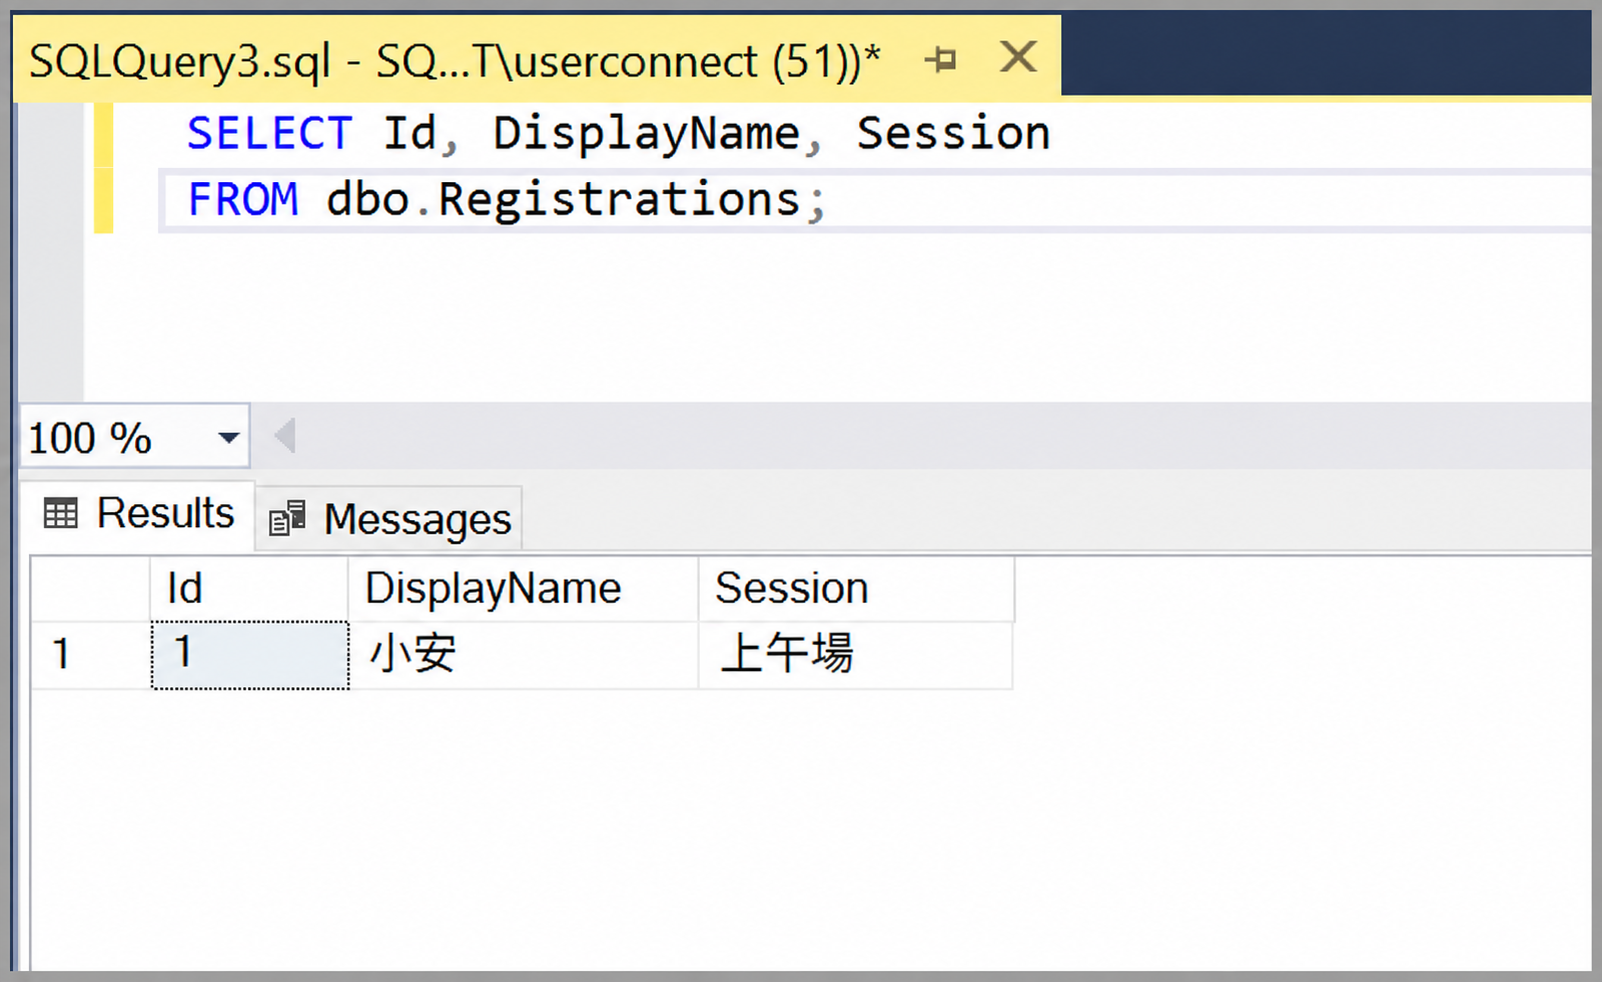 SQLQuery3.sql - SQ...T\userconnect (51))*
SELECT Id, DisplayName, Session
FROM dbo.Registrations;
100 %
Results Messages
Id DisplayName Session
1 1 小安 上午場